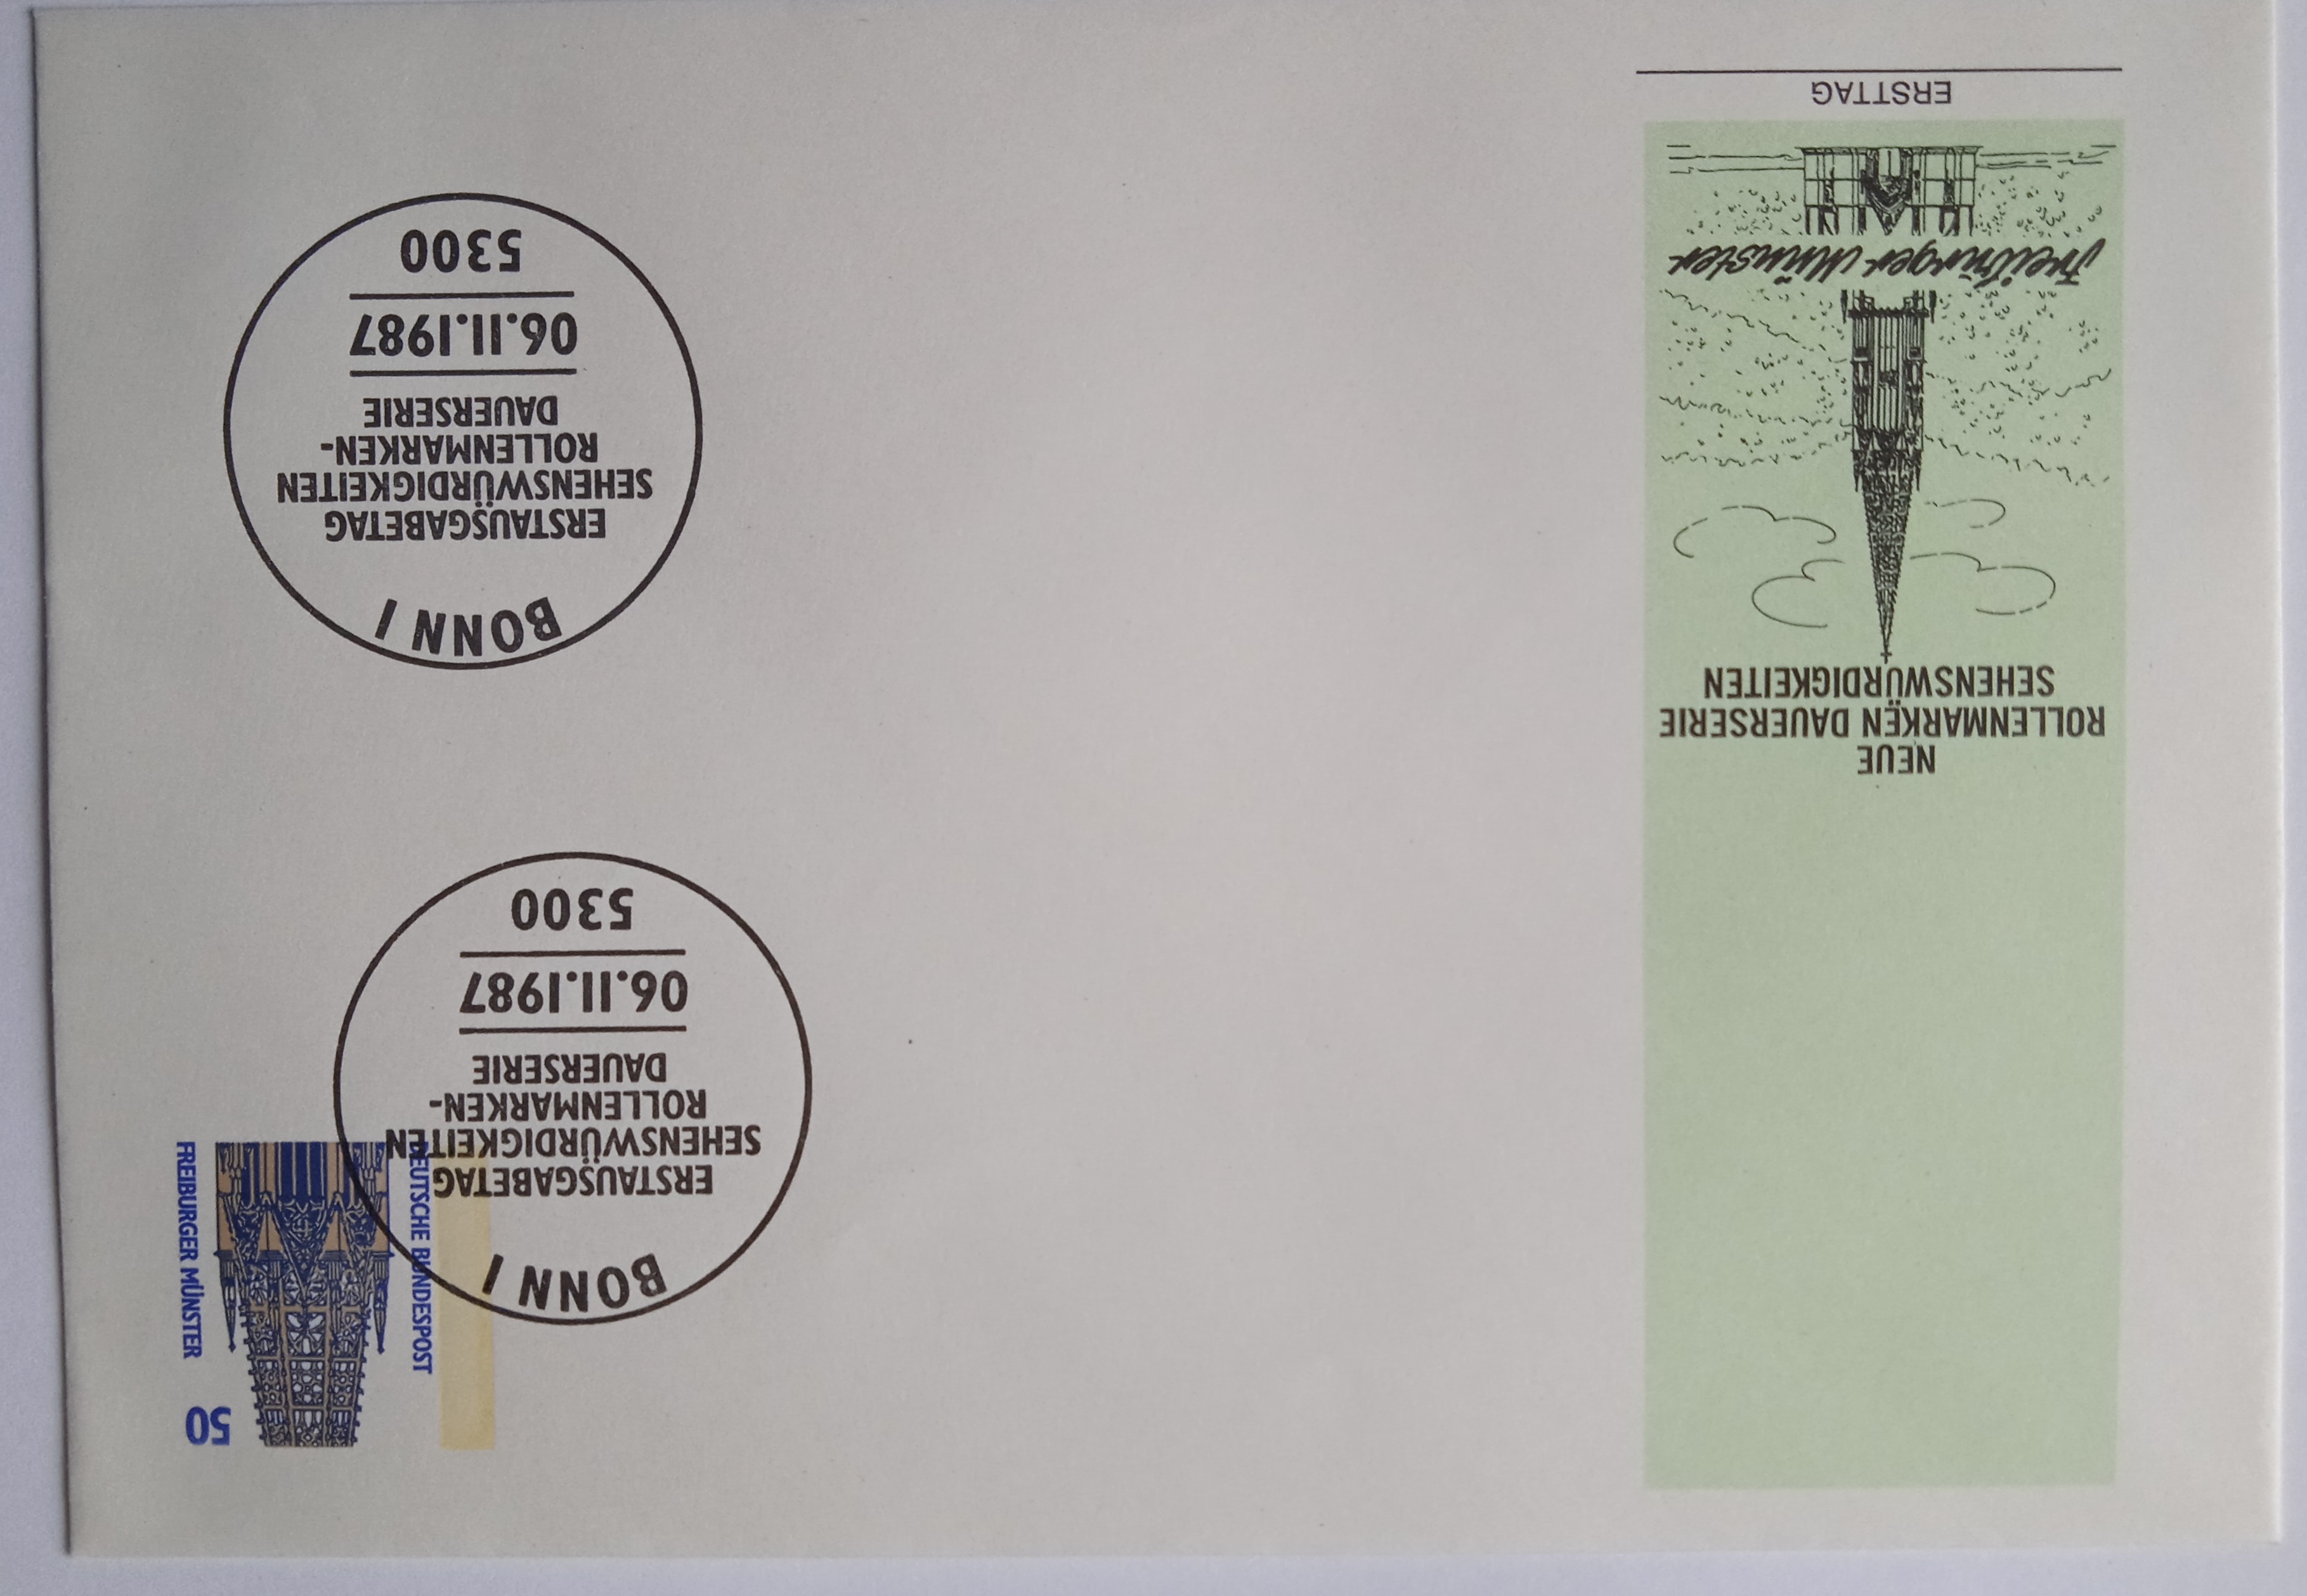 NEUE
ROLLENMARKEN DAUERSERIE
SEHENSWÜRDIGKEITEN
Freiburger Münster
ERSTTAG
50
FREIBURGER MÜNSTER
DEUTSCHE BUNDESPOST
BONN 1
ERSTAUSGABETAG
SEHENSWÜRDIGKEITEN
ROLLENMARKEN-
DAUERSERIE
06.11.1987
5300
BONN 1
ERSTAUSGABETAG
SEHENSWÜRDIGKEITEN
ROLLENMARKEN-
DAUERSERIE
06.11.1987
5300